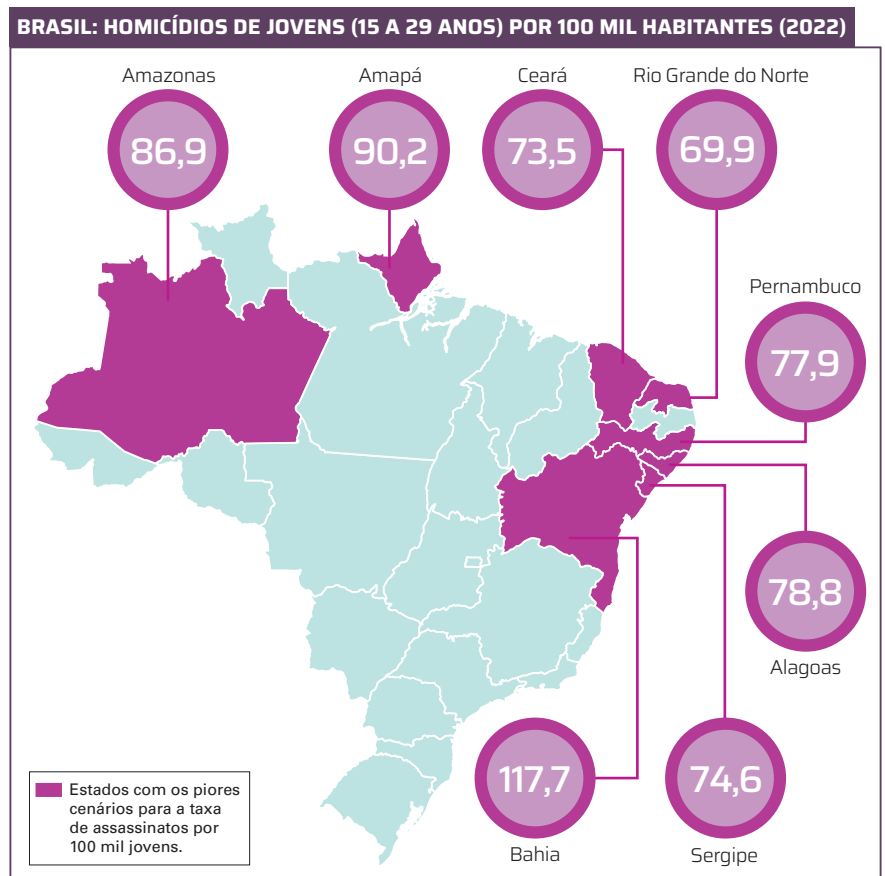 BRASIL: HOMICÍDIOS DE JOVENS (15 A 29 ANOS) POR 100 MIL HABITANTES (2022)
Amazonas
86,9
Amapá
90,2
Ceará
73,5
Rio Grande do Norte
69,9
Pernambuco
77,9
78,8
Alagoas
117,7
Bahia
74,6
Sergipe
Estados com os piores
cenários para a taxa
de assassinatos por
100 mil jovens.